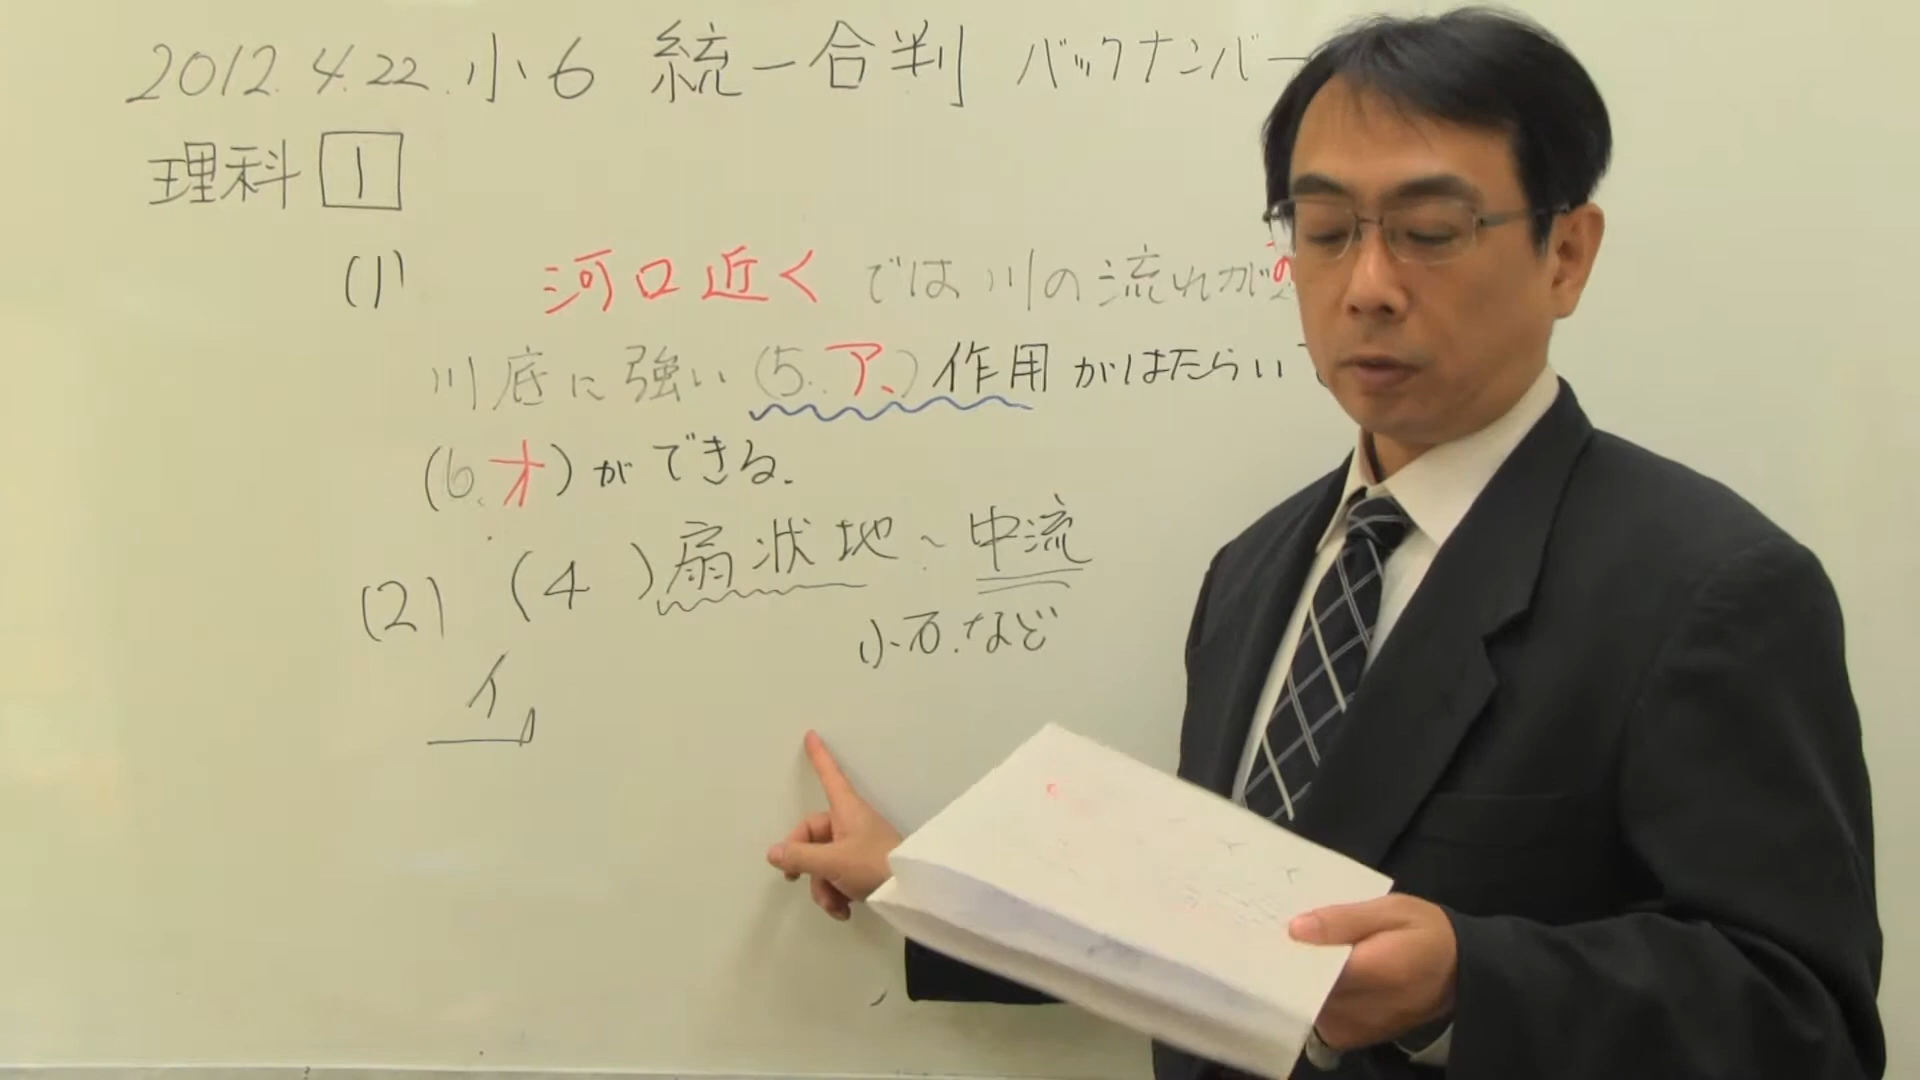 2012.4.22.小6 統一合判 バックナンバー
理科 1
(1) 河口近くでは川の流れが
川底に強い(5.ア.)作用がはたらいて
(6.オ)ができる.
(2) (4 )扇状地~中流
小石.など
イ